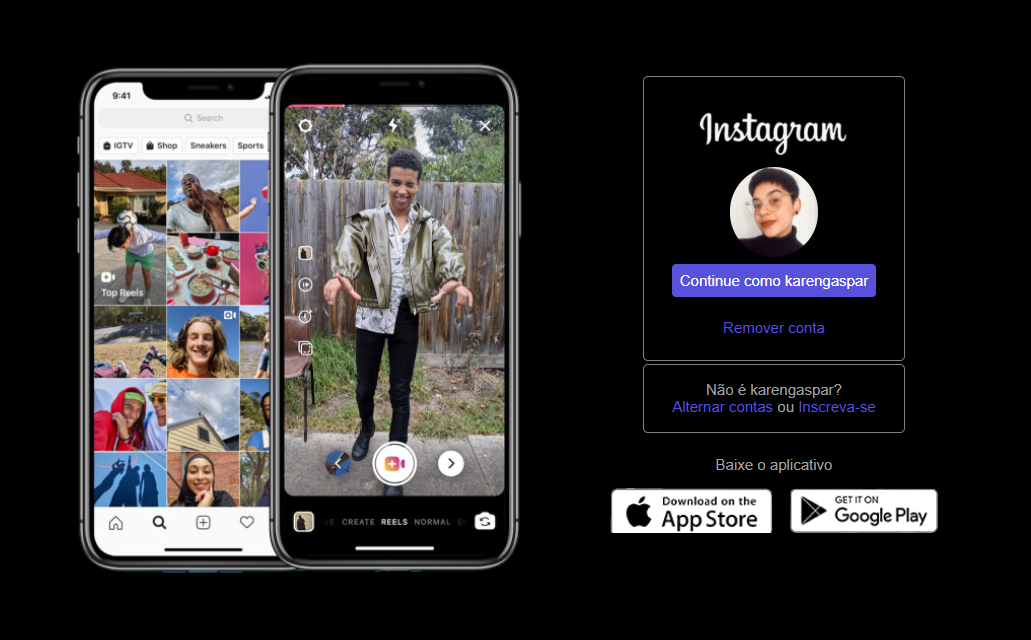 9:41
Search
IGTV
Shop
Sneakers
Sports
Top Reels
CREATE REELS NORMAL
Instagram
Continue como karengaspar
Remover conta
Não é karengaspar?
Alternar contas ou Inscreva-se
Baixe o aplicativo
Download on the
App Store
GET IT ON
Google Play